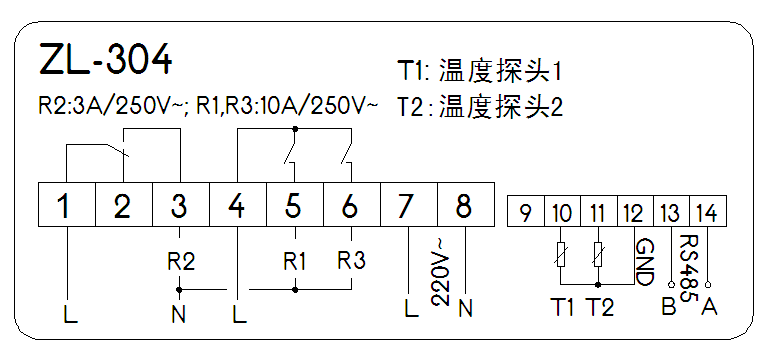 ZL-304
T1: 温度探头1
R2:3A/250V~; R1,R3:10A/250V~
T2: 温度探头2
1 2 3 4 5 6 7 8
9 10 11 12 13 14
R2 R1 R3
220V~
GND
RS485
L N L L N
T1 T2 B A